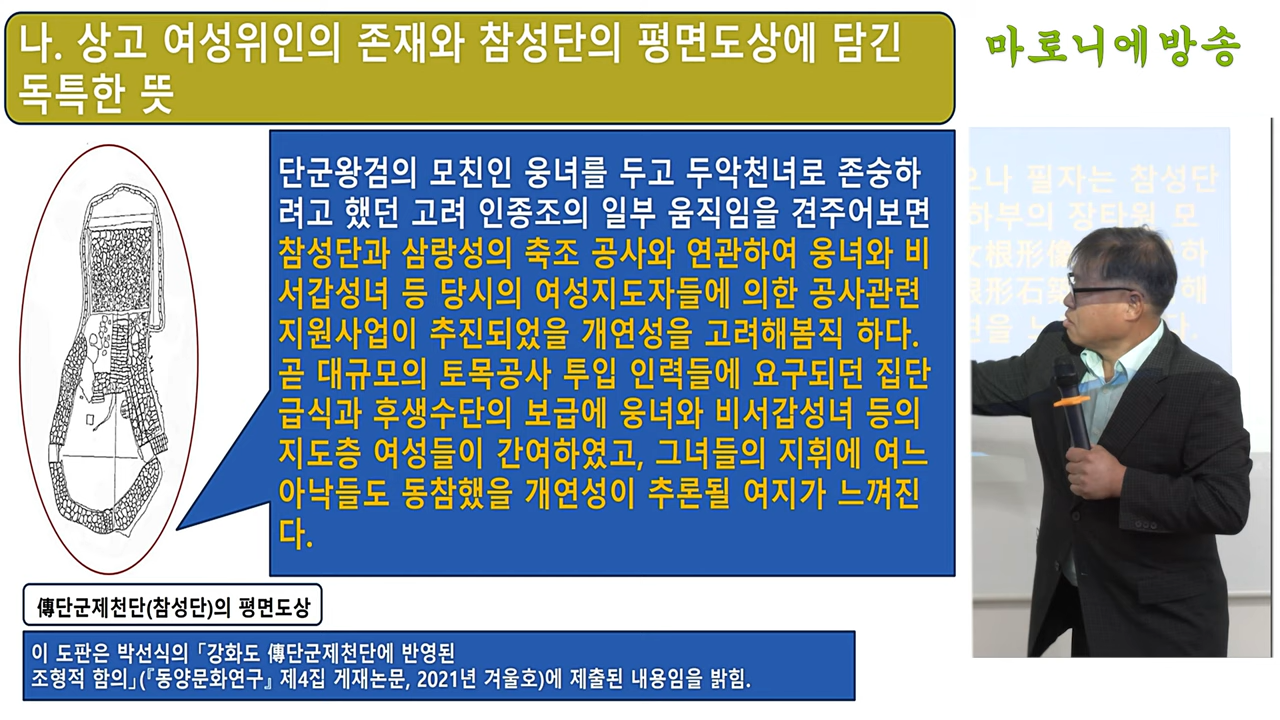 나. 상고 여성위인의 존재와 참성단의 평면도상에 담긴
독특한 뜻
마로니에방송
단군왕검의 모친인 웅녀를 두고 두악천녀로 존숭하
려고 했던 고려 인종조의 일부 움직임을 견주어보면
참성단과 삼랑성의 축조 공사와 연관하여 웅녀와 비
서갑성녀 등 당시의 여성지도자들에 의한 공사관련
지원사업이 추진되었을 개연성을 고려해봄직 하다.
곧 대규모의 토목공사 투입 인력들에 요구되던 집단
급식과 후생수단의 보급에 웅녀와 비서갑성녀 등의
지도층 여성들이 간여하였고, 그녀들의 지휘에 여느
아낙들도 동참했을 개연성이 추론될 여지가 느껴진
다.
나 필자는 참성단
하부의 장타원 모
根形
根形石築
傳단군제천단(참성단)의 평면도상
이 도판은 박선식의 「강화도 傳단군제천단에 반영된
조형적 함의」(『동양문화연구』 제4집 게재논문, 2021년 겨울호)에 제출된 내용임을 밝힘.